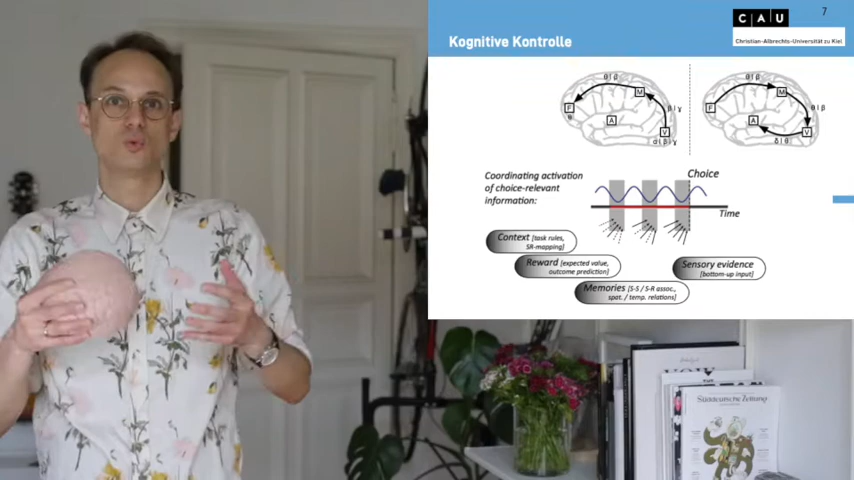 CAU
7
Christian-Albrechts-Universität zu Kiel
Kognitive Kontrolle
θ|β
F
θ
M
A
β|γ
V
α|β|γ
θ|β
F
M
A
θ|β
V
δ|θ
Coordinating activation
of choice-relevant
information:
Choice
Time
Context [task rules,
SR-mapping]
Reward [expected value,
outcome prediction]
Memories [S-S / S-R assoc.,
spat. / temp. relations]
Sensory evidence
[bottom-up input]
Süddeutsche Zeitung